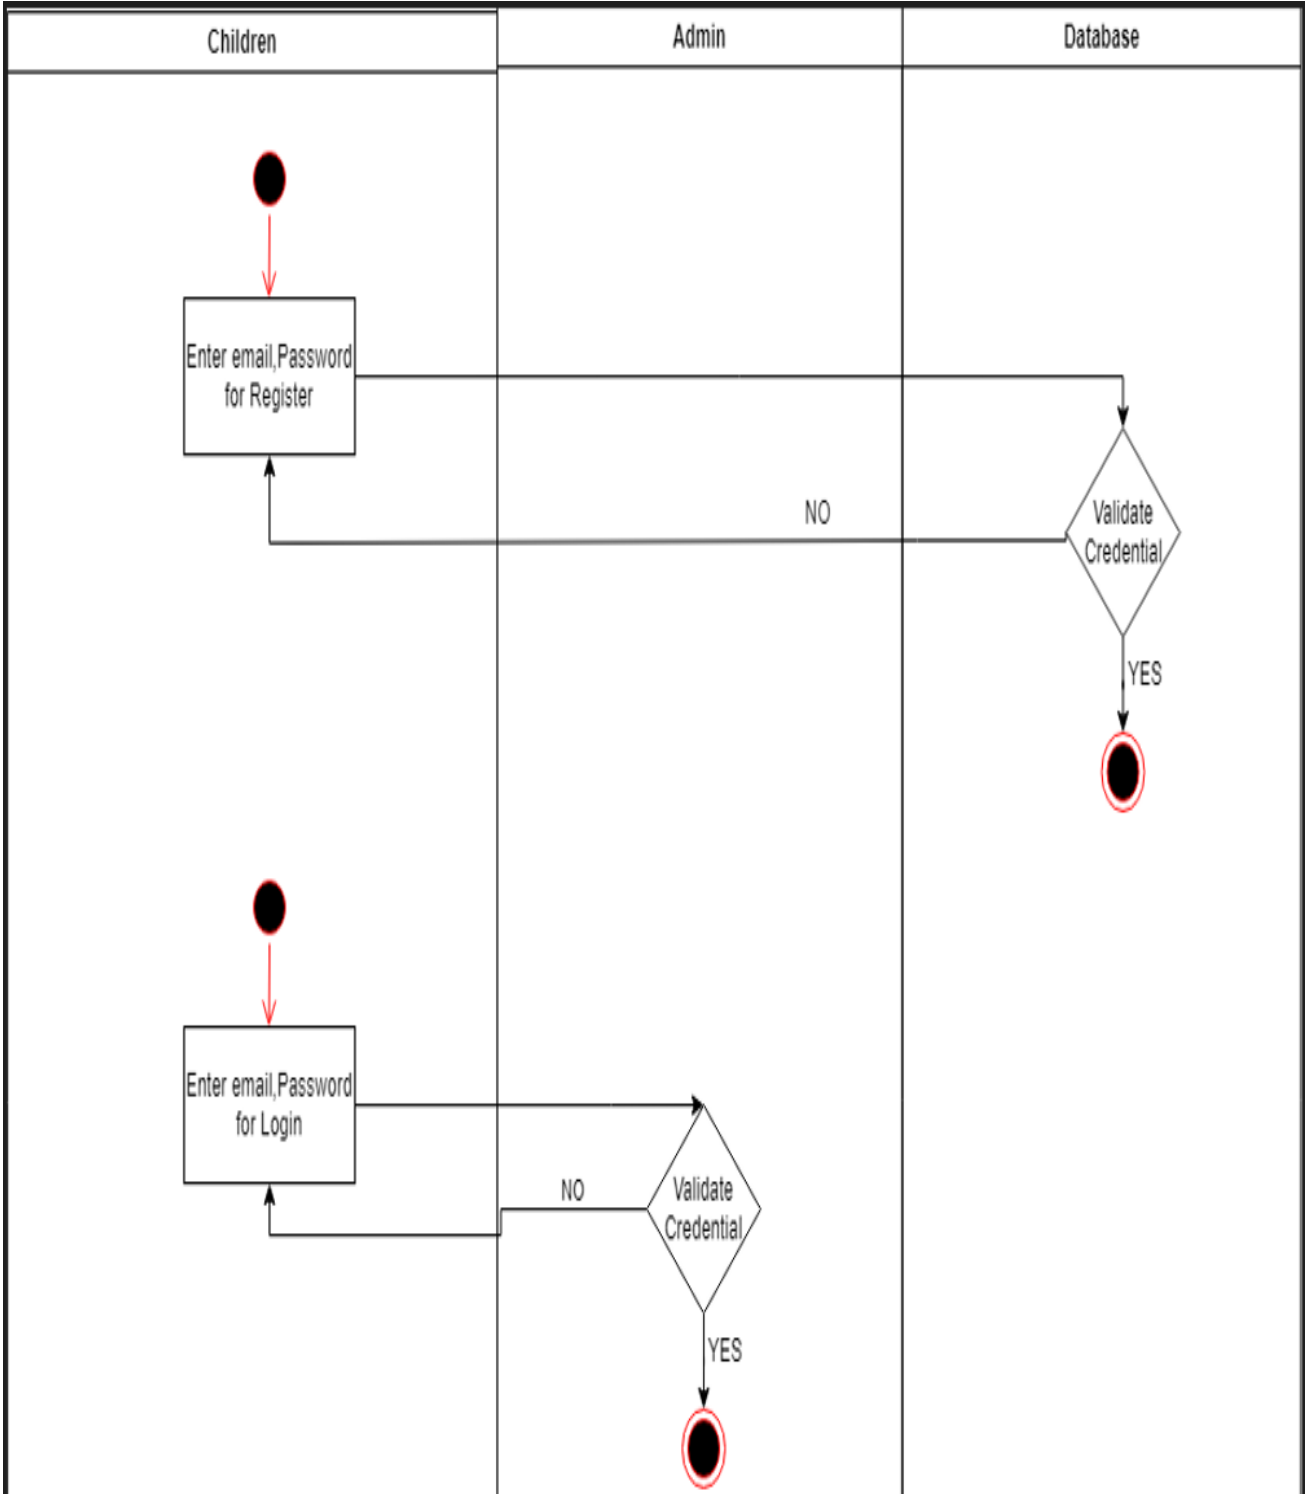 Children
Admin
Database
Enter email,Password
for Register
NO
Validate
Credential
YES
Enter email,Password
for Login
NO
Validate
Credential
YES